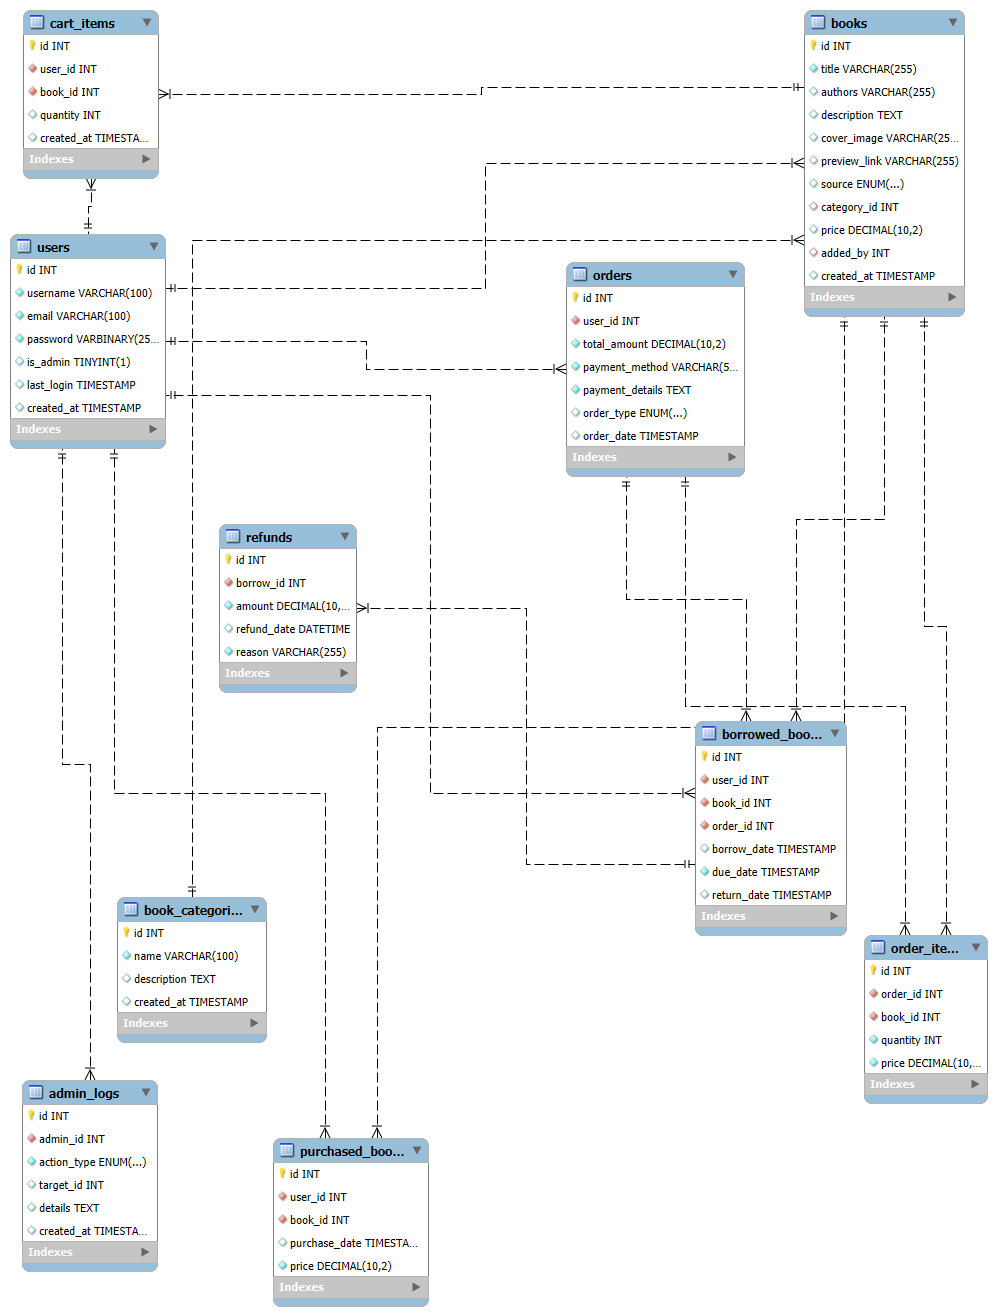 cart_items
id INT
user_id INT
book_id INT
quantity INT
created_at TIMESTA...
Indexes
books
id INT
title VARCHAR(255)
authors VARCHAR(255)
description TEXT
cover_image VARCHAR(25...
preview_link VARCHAR(255)
source ENUM(...)
category_id INT
price DECIMAL(10,2)
added_by INT
created_at TIMESTAMP
Indexes
users
id INT
username VARCHAR(100)
email VARCHAR(100)
password VARBINARY(25...
is_admin TINYINT(1)
last_login TIMESTAMP
created_at TIMESTAMP
Indexes
orders
id INT
user_id INT
total_amount DECIMAL(10,2)
payment_method VARCHAR(5...
payment_details TEXT
order_type ENUM(...)
order_date TIMESTAMP
Indexes
refunds
id INT
borrow_id INT
amount DECIMAL(10,...
refund_date DATETIME
reason VARCHAR(255)
Indexes
borrowed_boo...
id INT
user_id INT
book_id INT
order_id INT
borrow_date TIMESTAMP
due_date TIMESTAMP
return_date TIMESTAMP
Indexes
book_categori...
id INT
name VARCHAR(100)
description TEXT
created_at TIMESTAMP
Indexes
order_ite...
id INT
order_id INT
book_id INT
quantity INT
price DECIMAL(10,...
Indexes
admin_logs
id INT
admin_id INT
action_type ENUM(...)
target_id INT
details TEXT
created_at TIMESTA...
Indexes
purchased_boo...
id INT
user_id INT
book_id INT
purchase_date TIMESTA...
price DECIMAL(10,2)
Indexes